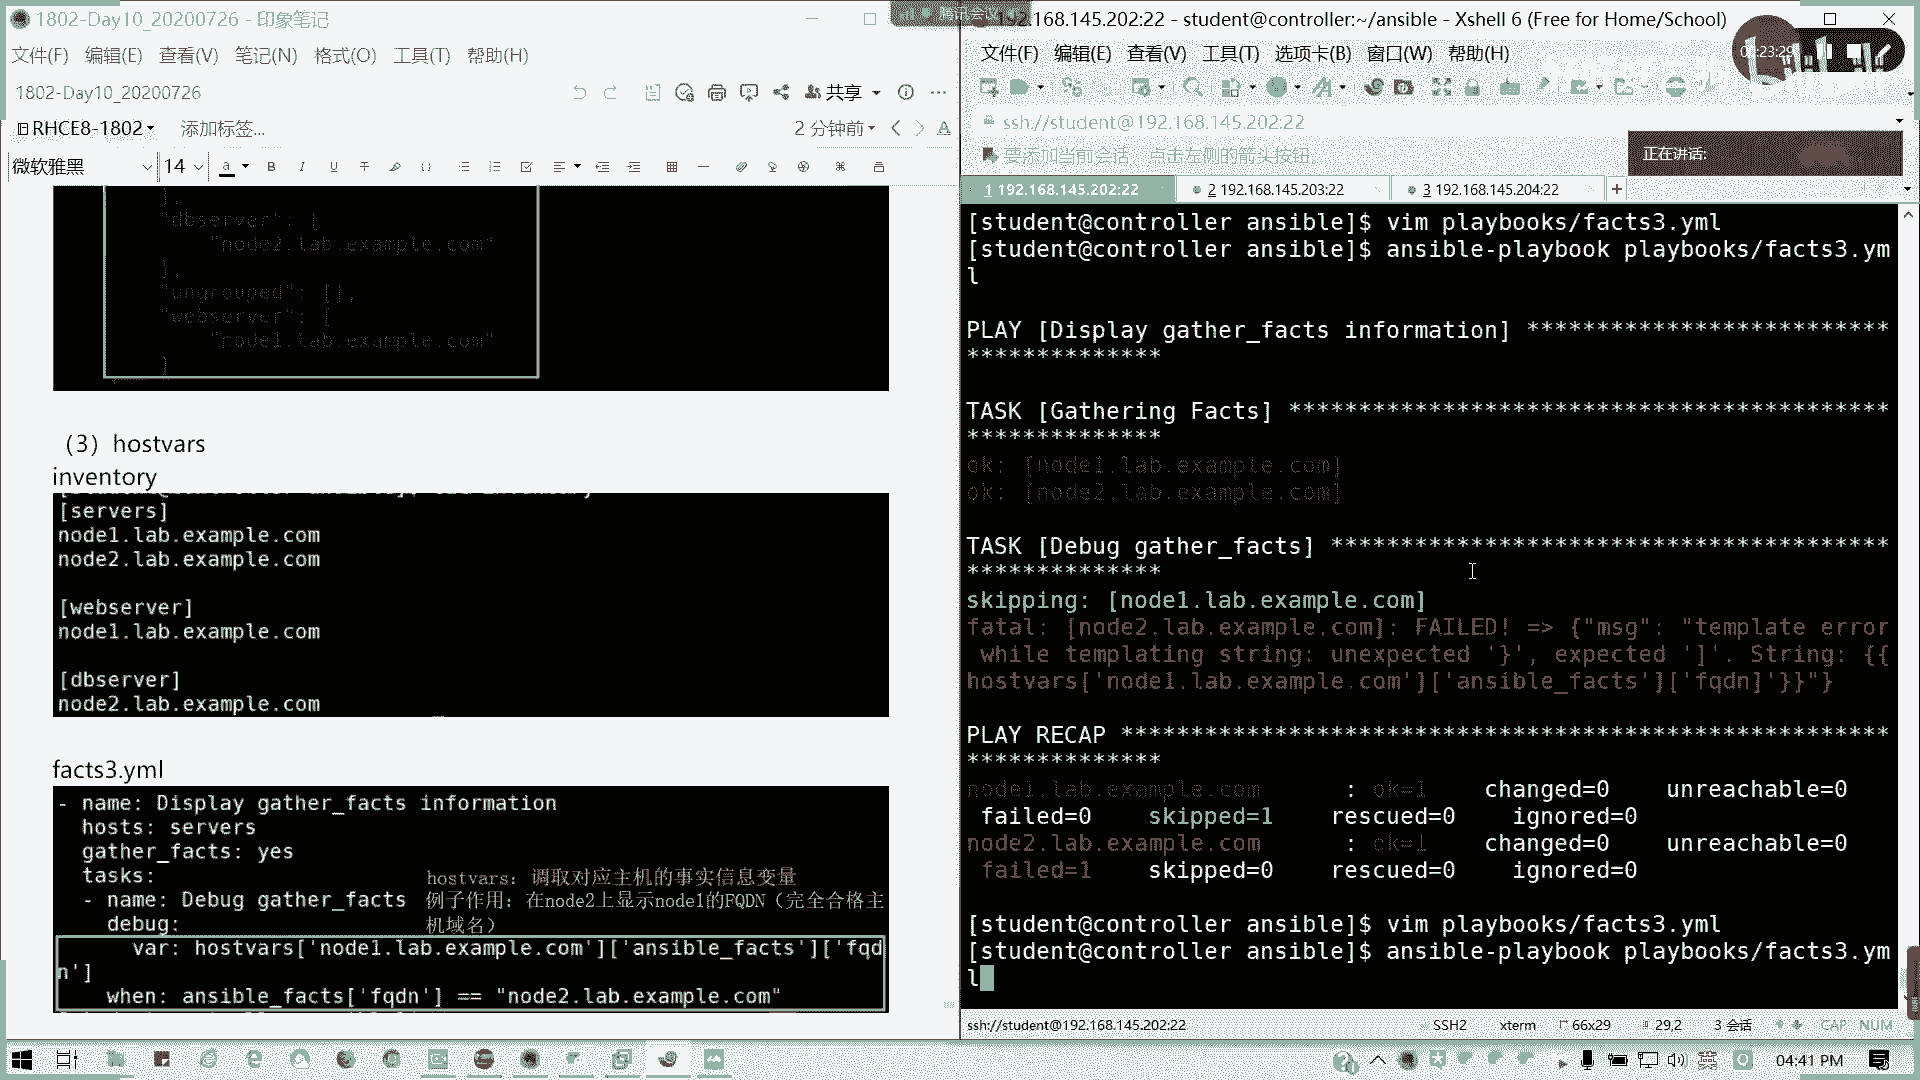 1802-Day10_20200726 - 印象笔记
文件(F) 编辑(E) 查看(V) 笔记(N) 格式(O) 工具(T) 帮助(H)
1802-Day10_20200726
共享
RHCE8-1802
添加标签...
2 分钟前
微软雅黑
14
],
"dbserver": [
"node2.lab.example.com"
],
"ungrouped": [],
"webserver": [
"node1.lab.example.com"
]
（3）hostvars
inventory
[servers]
node1.lab.example.com
node2.lab.example.com
[webserver]
node1.lab.example.com
[dbserver]
node2.lab.example.com
facts3.yml
- name: Display gather_facts information
hosts: servers
gather_facts: yes
tasks:
- name: Debug gather_facts
debug:
hostvars: 调取对应主机的事实信息变量
例子作用: 在node2上显示node1的FQDN（完全合格主
机域名）
var: hostvars['node1.lab.example.com']['ansible_facts']['fqd
n']
when: ansible_facts['fqdn'] == "node2.lab.example.com"
腾讯会议
192.168.145.202:22 - student@controller:~/ansible - Xshell 6 (Free for Home/School)
文件(F) 编辑(E) 查看(V) 工具(T) 选项卡(B) 窗口(W) 帮助(H)
00:23:29
ssh://student@192.168.145.202:22
要添加当前会话，点击左侧的箭头按钮。
正在讲话:
1 192.168.145.202:22
2 192.168.145.203:22
3 192.168.145.204:22
[student@controller ansible]$ vim playbooks/facts3.yml
[student@controller ansible]$ ansible-playbook playbooks/facts3.ym
l
PLAY [Display gather_facts information] ***************************
**************
TASK [Gathering Facts] ********************************************
**************
ok: [node1.lab.example.com]
ok: [node2.lab.example.com]
TASK [Debug gather_facts] *****************************************
**************
skipping: [node1.lab.example.com]
fatal: [node2.lab.example.com]: FAILED! => {"msg": "template error
while templating string: unexpected '}', expected ']'. String: {{
hostvars['node1.lab.example.com']['ansible_facts']['fqdn]'}}"}
PLAY RECAP ********************************************************
**************
node1.lab.example.com : ok=1 changed=0 unreachable=0
failed=0 skipped=1 rescued=0 ignored=0
node2.lab.example.com : ok=1 changed=0 unreachable=0
failed=1 skipped=0 rescued=0 ignored=0
[student@controller ansible]$ vim playbooks/facts3.yml
[student@controller ansible]$ ansible-playbook playbooks/facts3.ym
l
ssh://student@192.168.145.202:22
SSH2
xterm
66x29
29,2
3 会话
CAP NUM
英
04:41 PM